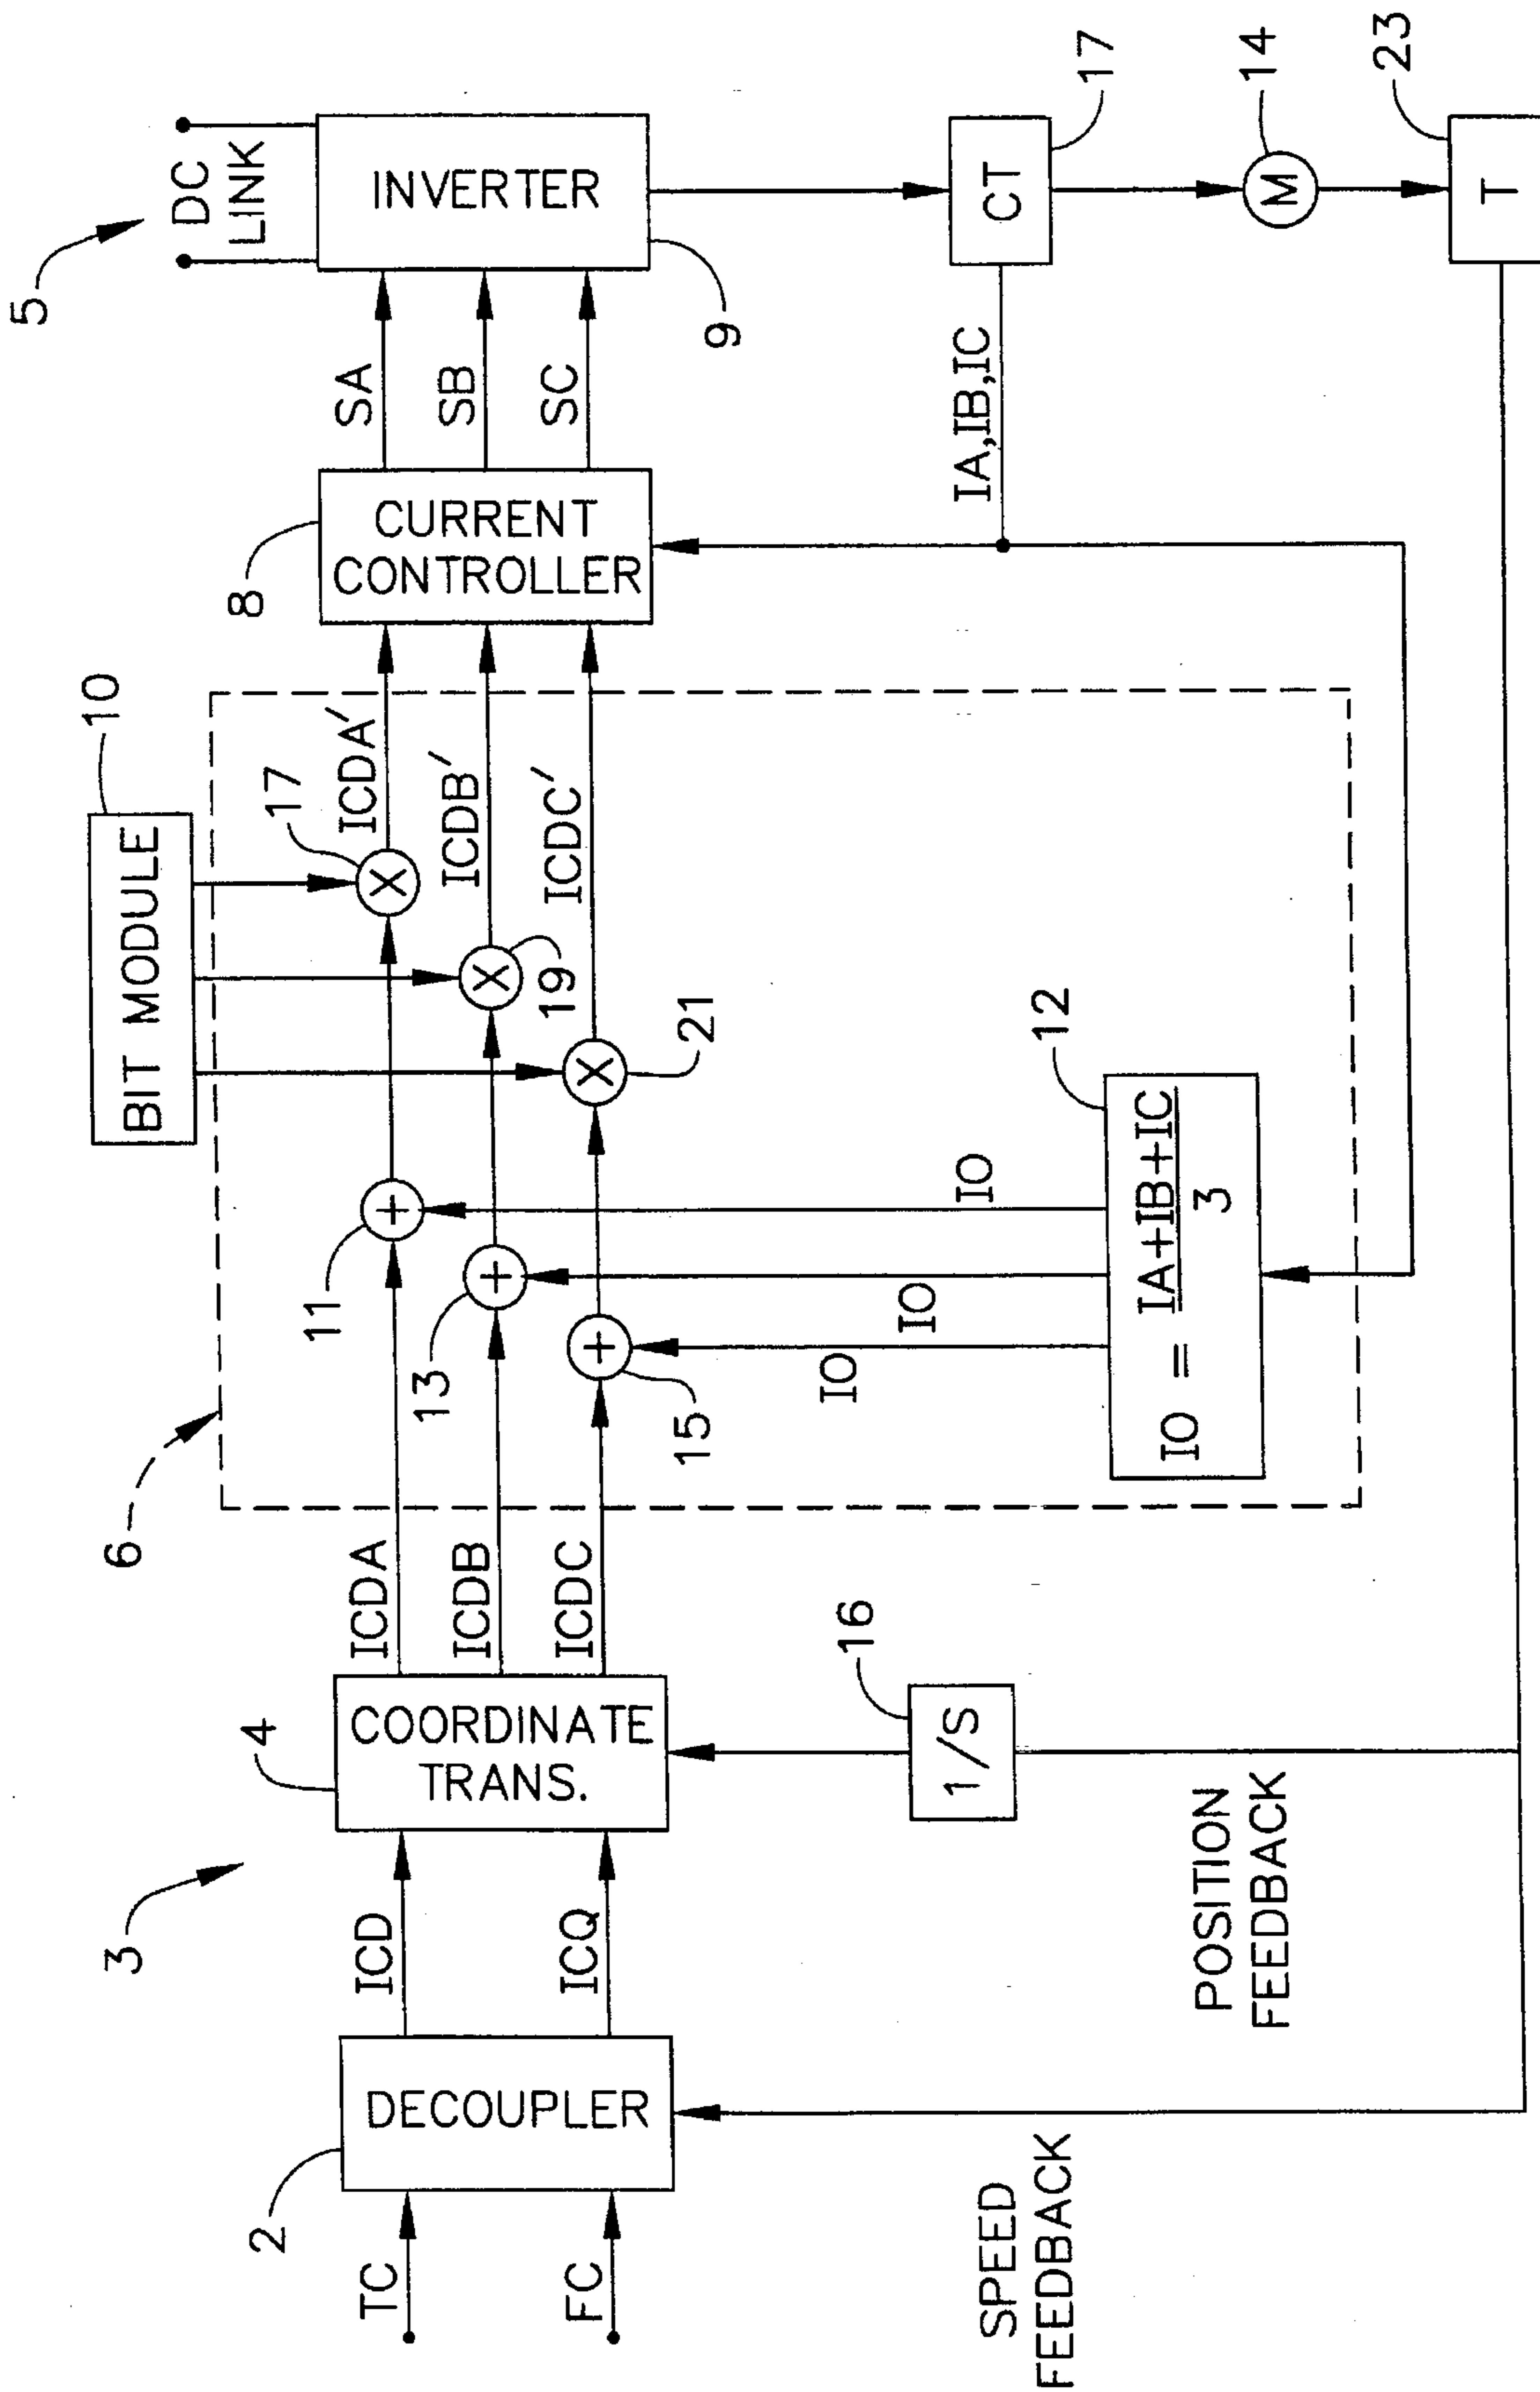 5
DC
LINK
INVERTER
9
SA
SB
SC
CURRENT
CONTROLLER
8
IA,IB,IC
CT
17
M
14
T
23
BIT MODULE
10
17
ICDA′
ICDB′
19
ICDC′
21
X
X
X
+
+
+
11
13
15
IO
IO
IO
12
IO = IA+IB+IC
3
6
ICDA
ICDB
ICDC
COORDINATE
TRANS.
4
16
1/S
POSITION
FEEDBACK
3
ICD
ICQ
DECOUPLER
2
TC
FC
SPEED
FEEDBACK